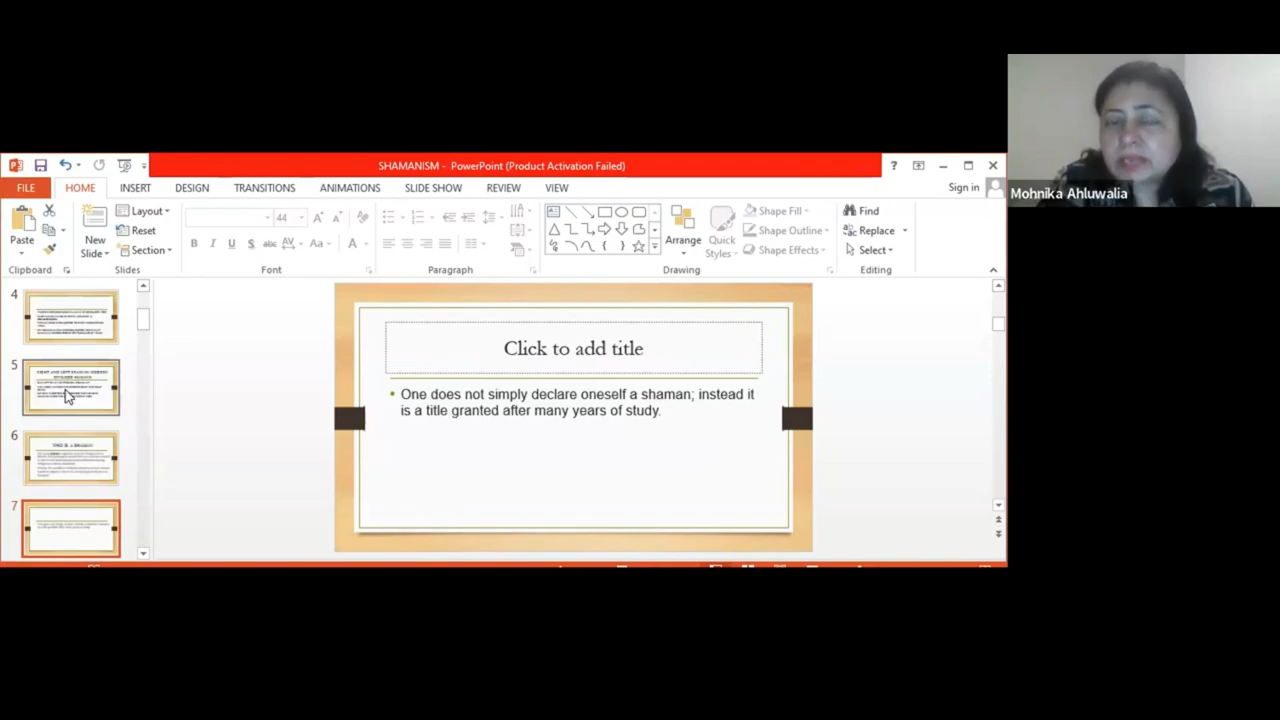 SHAMANISM - PowerPoint (Product Activation Failed)
?
FILE HOME INSERT DESIGN TRANSITIONS ANIMATIONS SLIDE SHOW REVIEW VIEW Sign in
Mohnika Ahluwalia
Paste
New
Slide
Layout
Reset
Section
44
B I U S abc AV Aa A
Arrange
Quick
Styles
Shape Fill
Shape Outline
Shape Effects
Find
Replace
Select
Clipboard Slides Font Paragraph Drawing Editing
4
5
6
7
Click to add title
One does not simply declare oneself a shaman; instead it
is a title granted after many years of study.